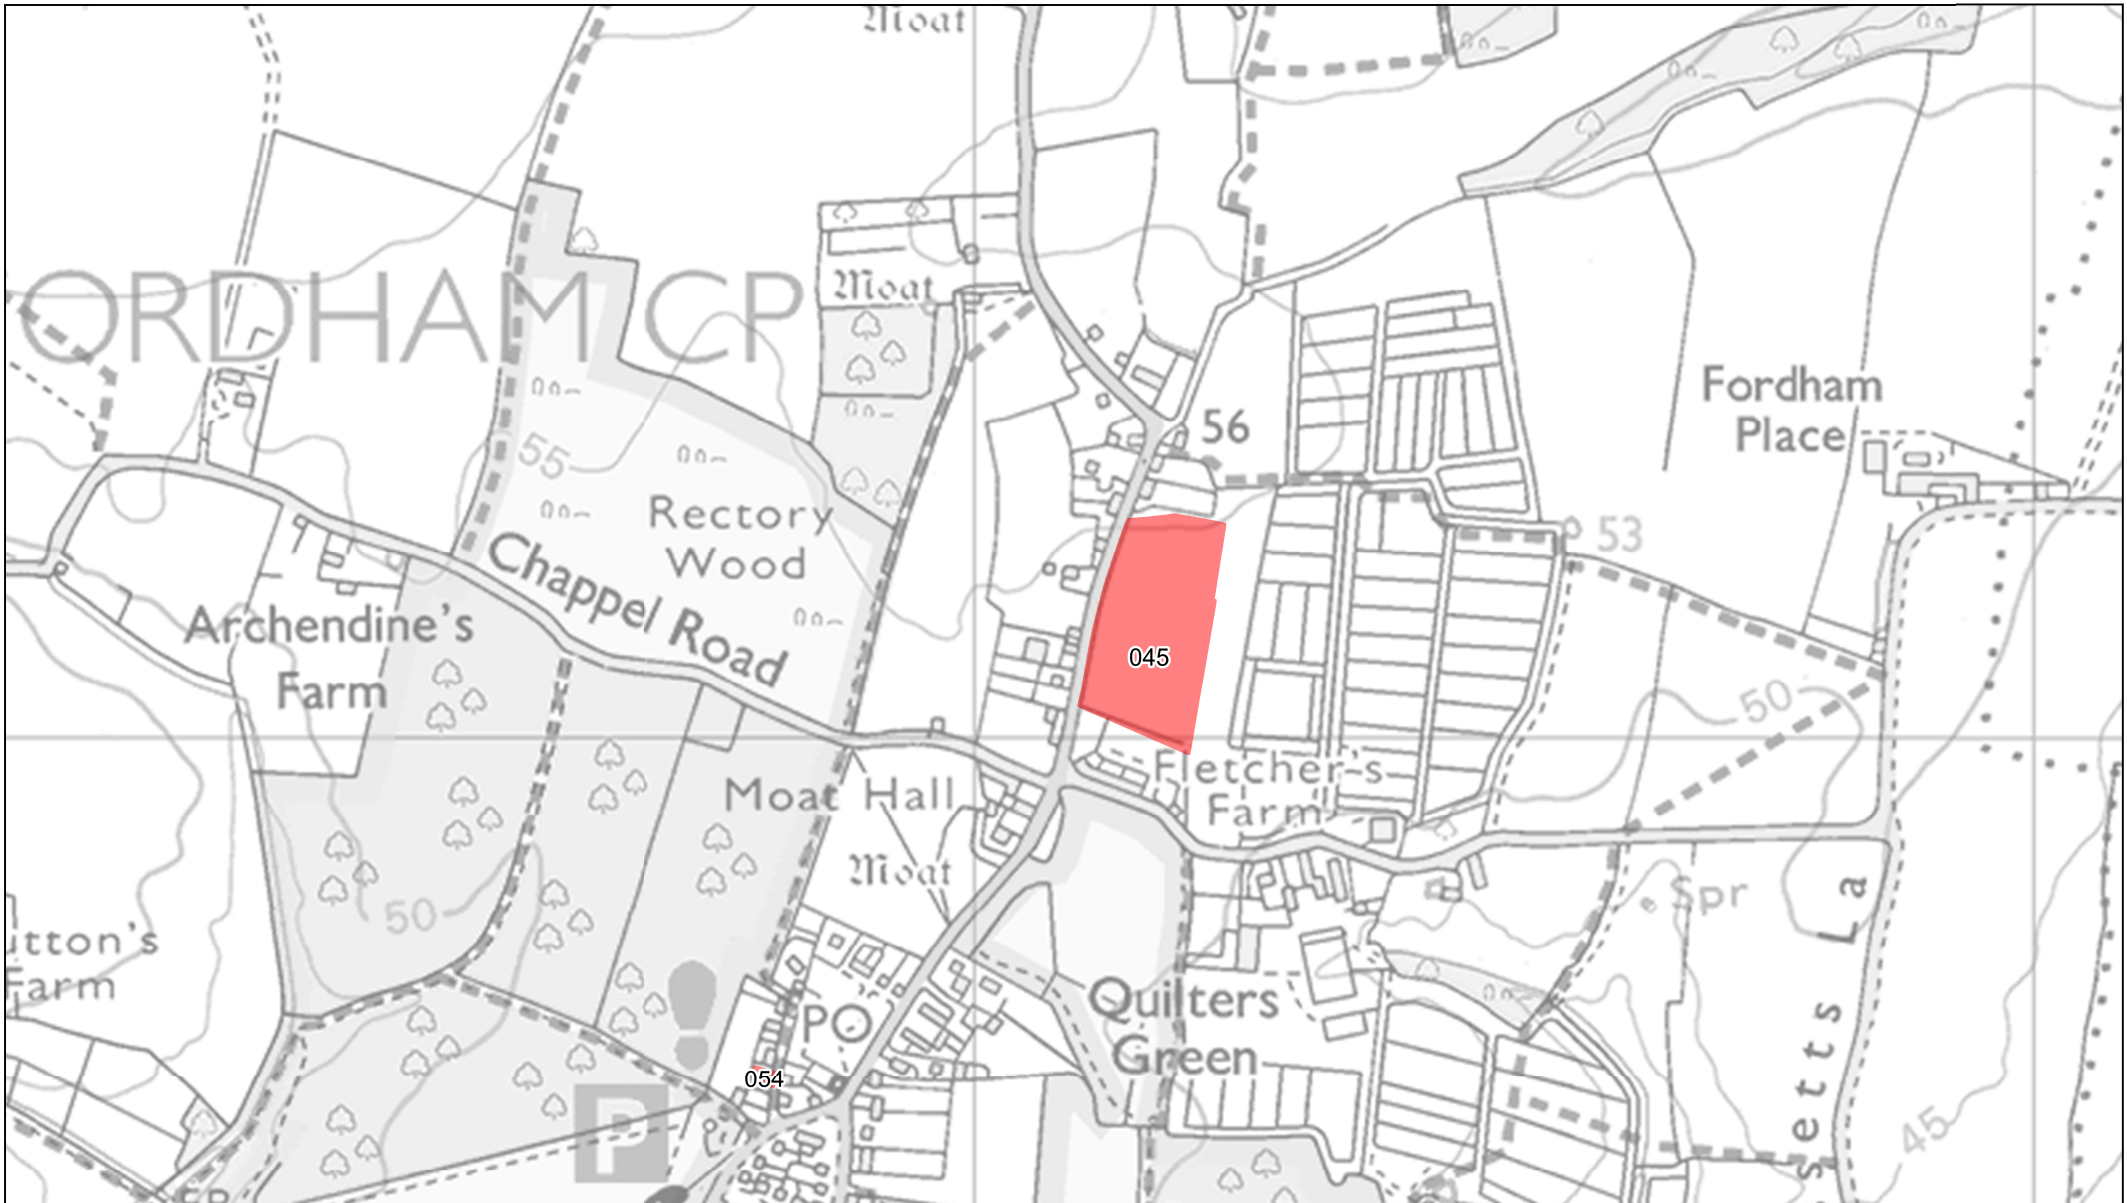 Moat
ORDHAM CP
Moat
Fordham
Place
56
55
Rectory
Wood
53
Chappel Road
Archendine's
Farm
045
50
Fletcher's
Farm
Moat Hall
Moat
Spr
50
utton's
Farm
Quilters
Green
PO
054
P
setts La
45